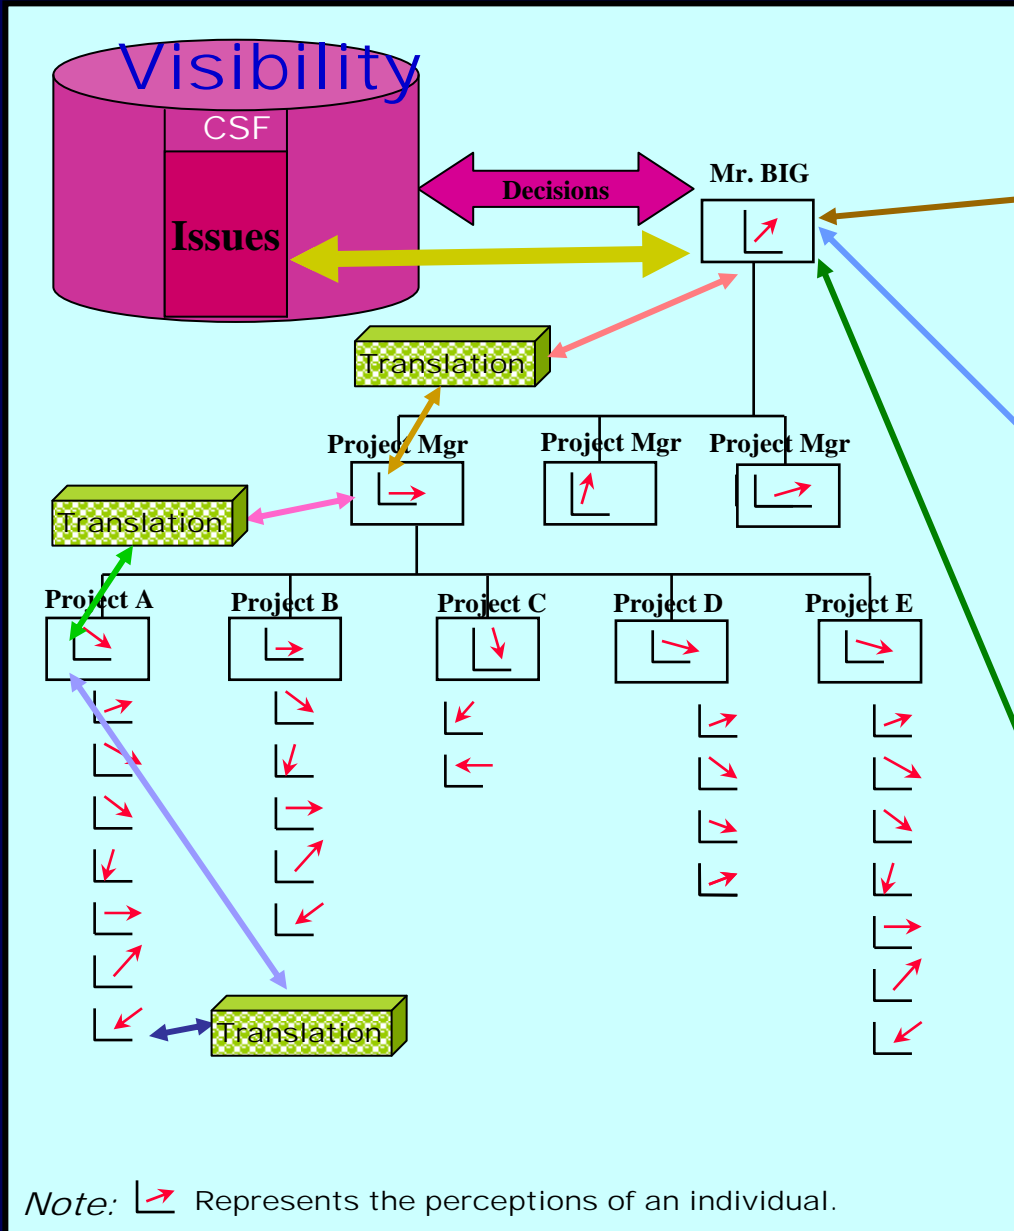 Visibility
CSF
Mr. BIG
Decisions
Issues
Translation
Project Mgr
Project Mgr
Project Mgr
Translation
Project A
Project B
Project C
Project D
Project E
Translation
Note: Represents the perceptions of an individual.